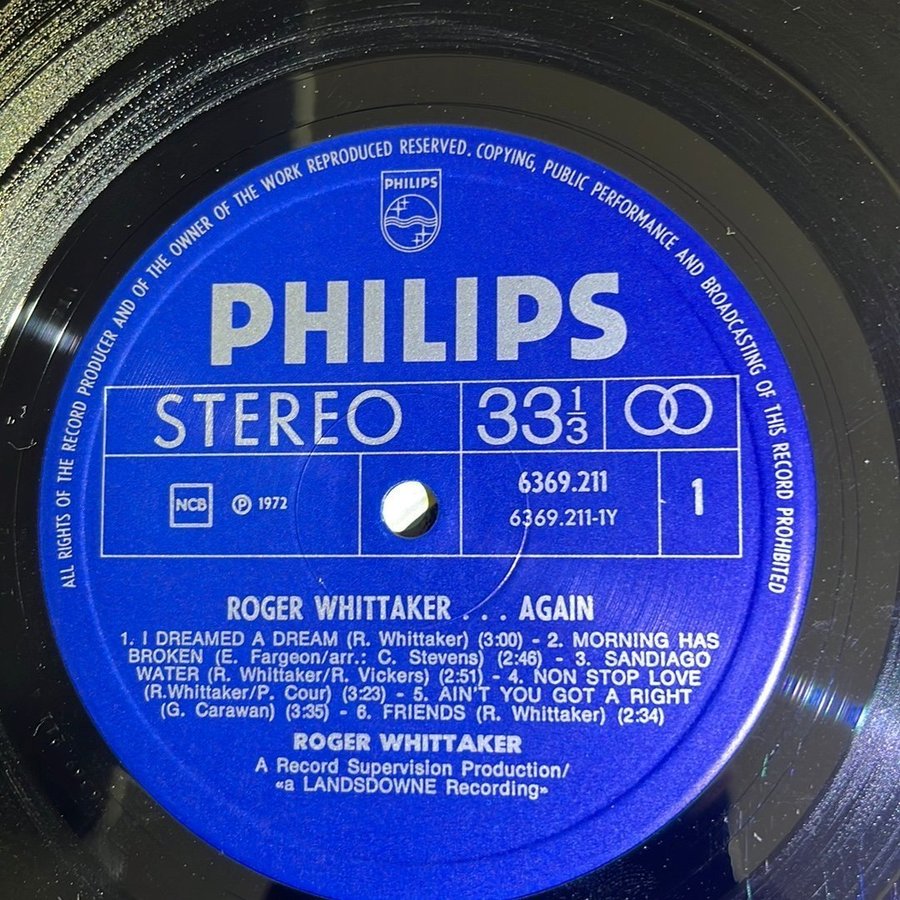 ALL RIGHTS OF THE RECORD PRODUCER AND OF THE OWNER OF THE WORK REPRODUCED RESERVED. COPYING, PUBLIC PERFORMANCE AND BROADCASTING OF THIS RECORD PROHIBITED
PHILIPS
PHILIPS
STEREO 33 1/3
NCB Ⓟ 1972 6369.211 1
6369.211-1Y
ROGER WHITTAKER . . . AGAIN
1. I DREAMED A DREAM (R. Whittaker) (3:00) - 2. MORNING HAS
BROKEN (E. Fargeon/arr.: C. Stevens) (2:46) - 3. SANDIAGO
WATER (R. Whittaker/R. Vickers) (2:51) - 4. NON STOP LOVE
(R.Whittaker/P. Cour) (3:23) - 5. AIN'T YOU GOT A RIGHT
(G. Carawan) (3:35) - 6. FRIENDS (R. Whittaker) (2:34)
ROGER WHITTAKER
A Record Supervision Production/
«a LANDSDOWNE Recording»